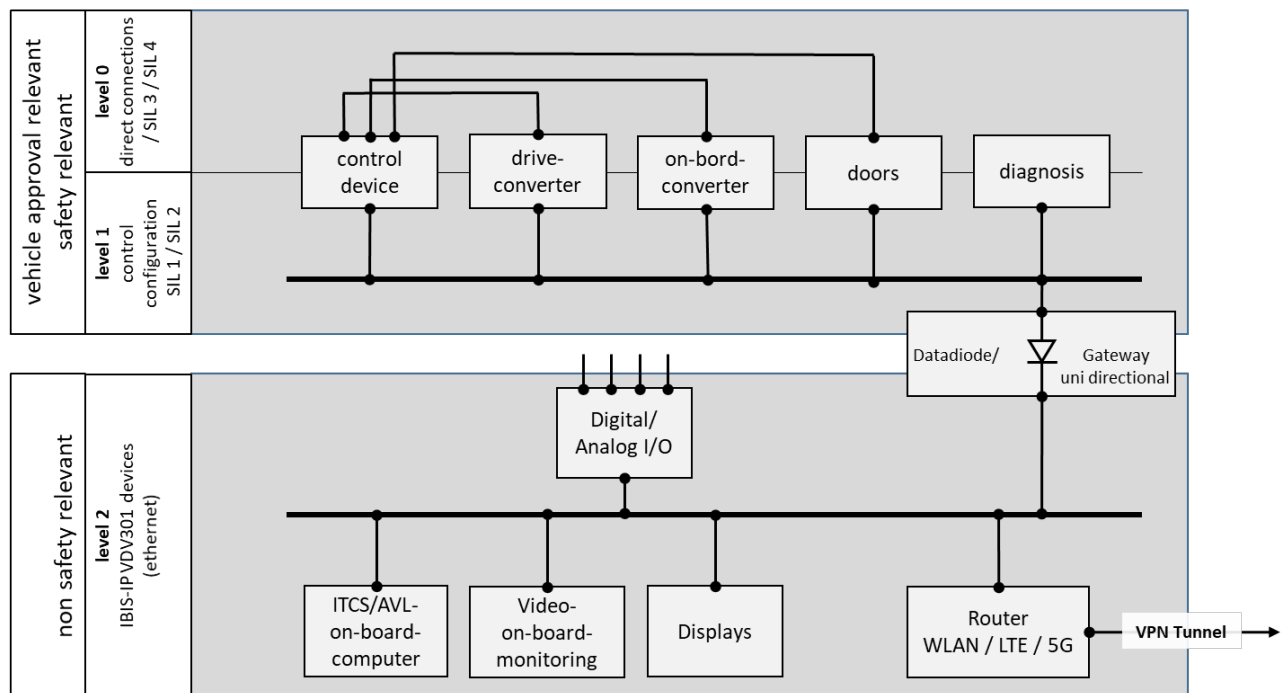 vehicle approval relevant
safety relevant
level 0
direct connections
/ SIL 3 / SIL 4
level 1
control
configuration
SIL 1 / SIL 2
control
device
drive-
converter
on-bord-
converter
doors
diagnosis
Datadiode/
Gateway
uni directional
non safety relevant
level 2
IBIS-IP VDV301 devices
(ethernet)
Digital/
Analog I/O
ITCS/AVL-
on-board-
computer
Video-
on-board-
monitoring
Displays
Router
WLAN / LTE / 5G
VPN Tunnel